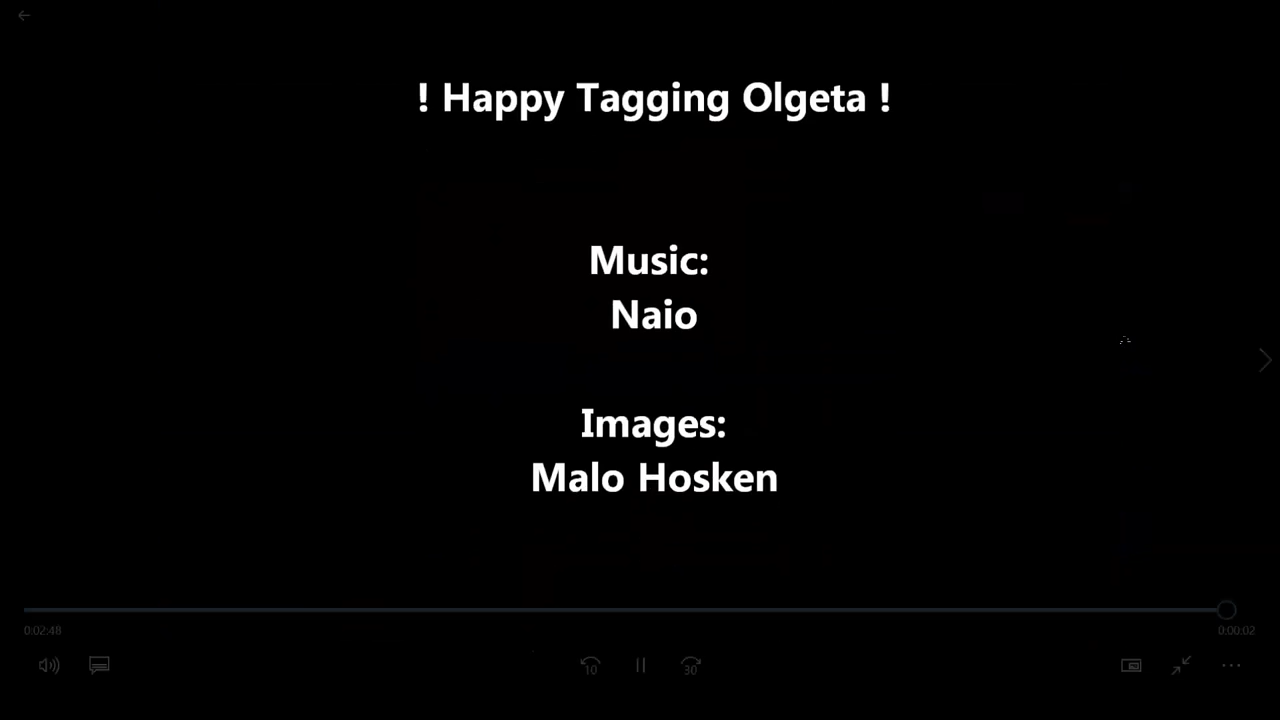 ! Happy Tagging Olgeta !
Music:
Naio
Images:
Malo Hosken
0:02:48
0:00:02
10
30